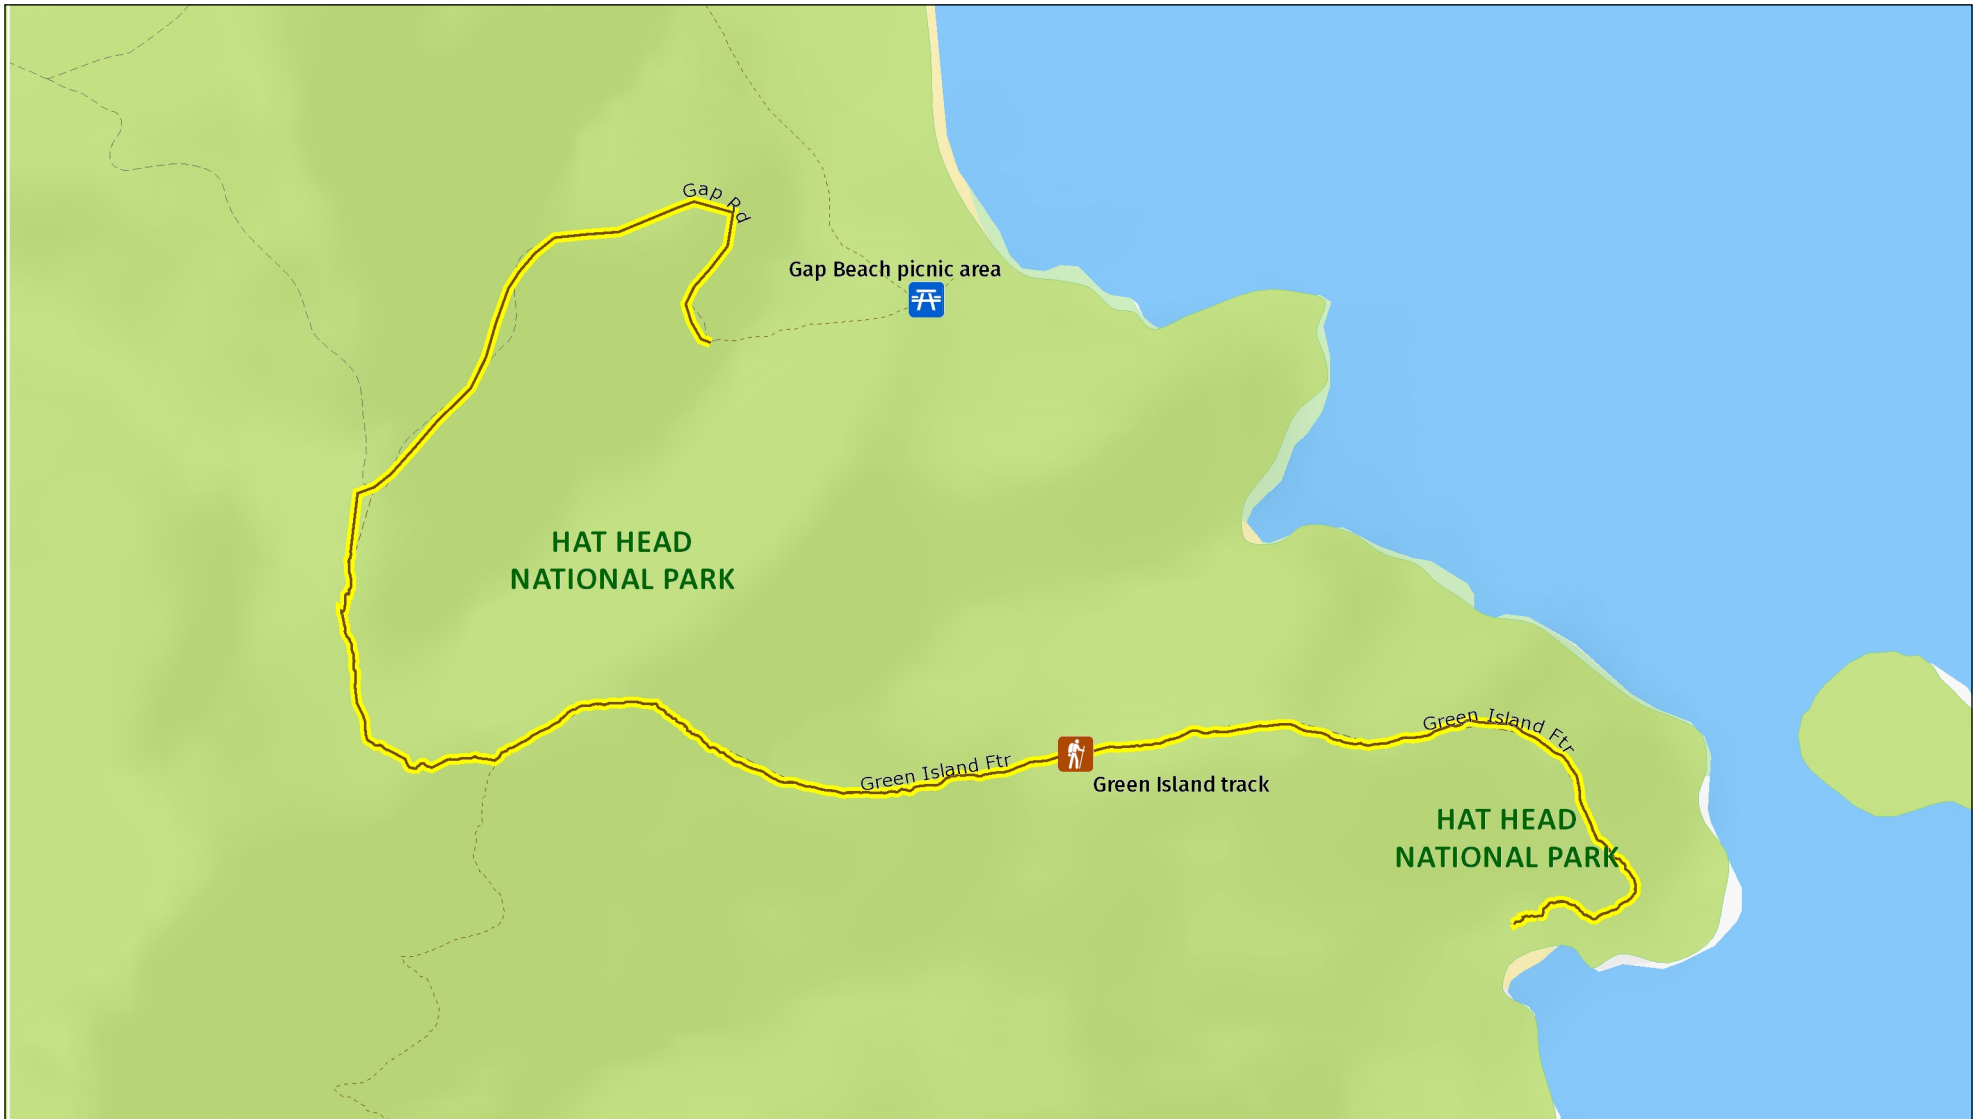 Gap Rd
Gap Beach picnic area
HAT HEAD
NATIONAL PARK
Green Island Ftr
Green Island Ftr
Green Island track
HAT HEAD
NATIONAL PARK